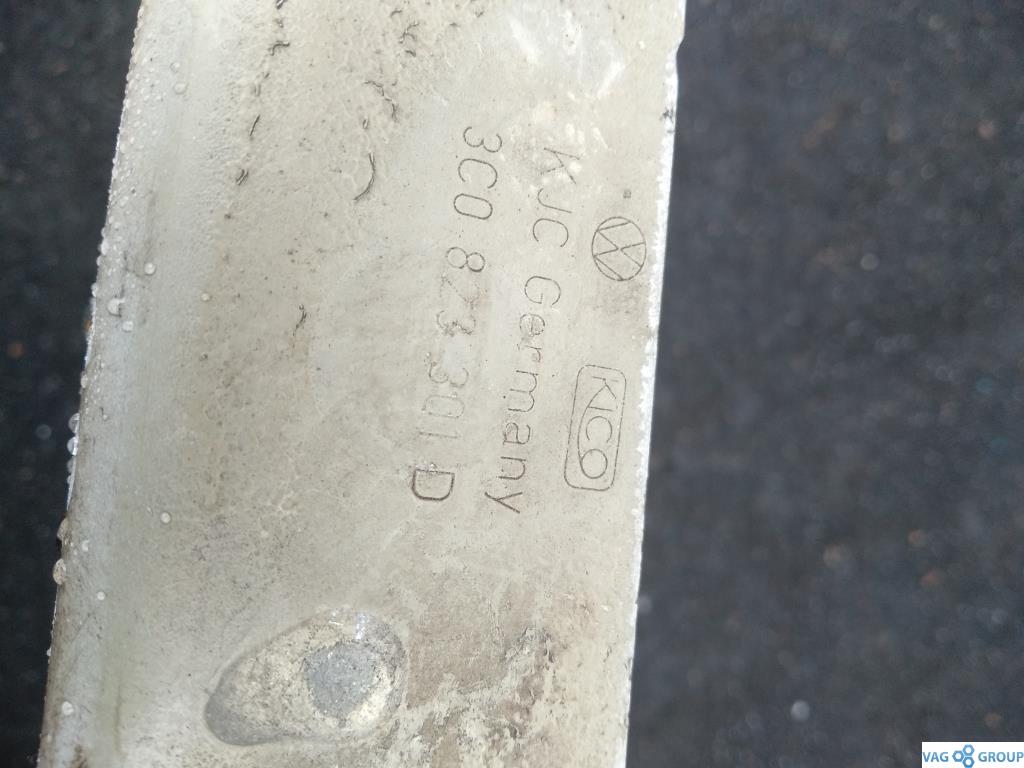 KICO
KJC Germany
3C0 823 301 D
VAG GROUP